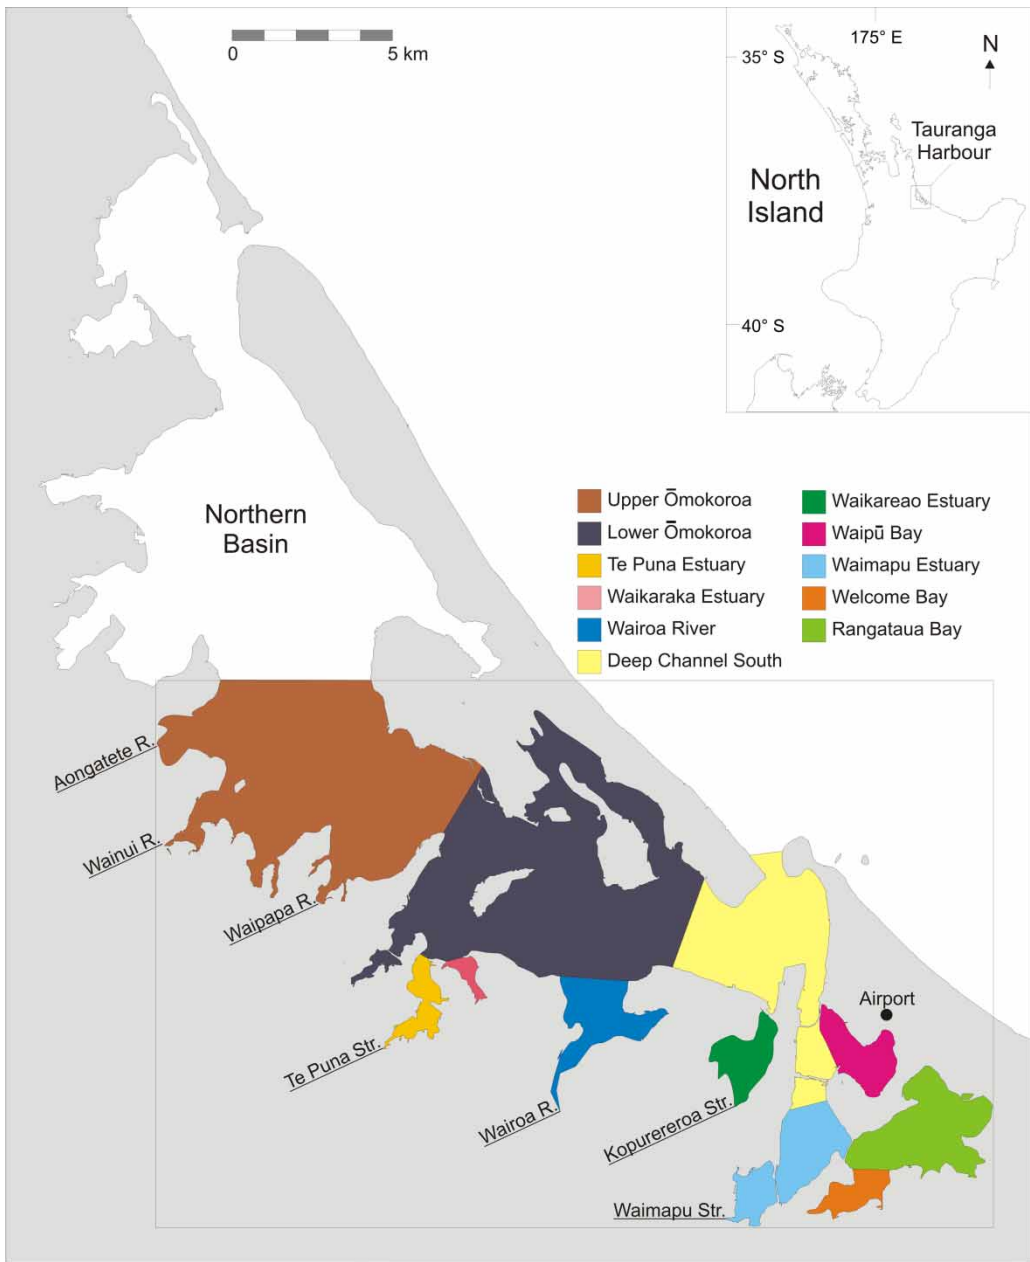 0
5 km
175° E
35° S
N
Tauranga
Harbour
North
Island
40° S
Northern
Basin
Upper Ōmokoroa
Lower Ōmokoroa
Te Puna Estuary
Waikaraka Estuary
Wairoa River
Deep Channel South
Waikareao Estuary
Waipū Bay
Waimapu Estuary
Welcome Bay
Rangataua Bay
Aongatete R.
Wainui R.
Waipapa R.
Te Puna Str.
Wairoa R.
Kopurereroa Str.
Waimapu Str.
Airport